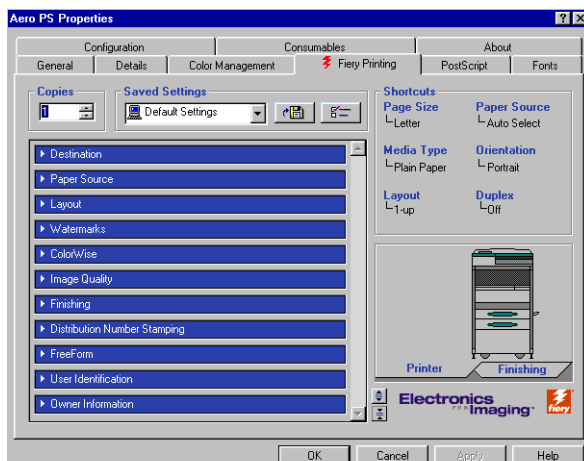 Aero PS Properties
Configuration
Consumables
About
General
Details
Color Management
Fiery Printing
PostScript
Fonts
Copies
1
Saved Settings
Default Settings
Destination
Paper Source
Layout
Watermarks
ColorWise
Image Quality
Finishing
Distribution Number Stamping
FreeForm
User Identification
Owner Information
Shortcuts
Page Size
Letter
Paper Source
Auto Select
Media Type
Plain Paper
Orientation
Portrait
Layout
1-up
Duplex
Off
Printer
Finishing
Electronics
FOR Imaging
fiery
OK
Cancel
Apply
Help